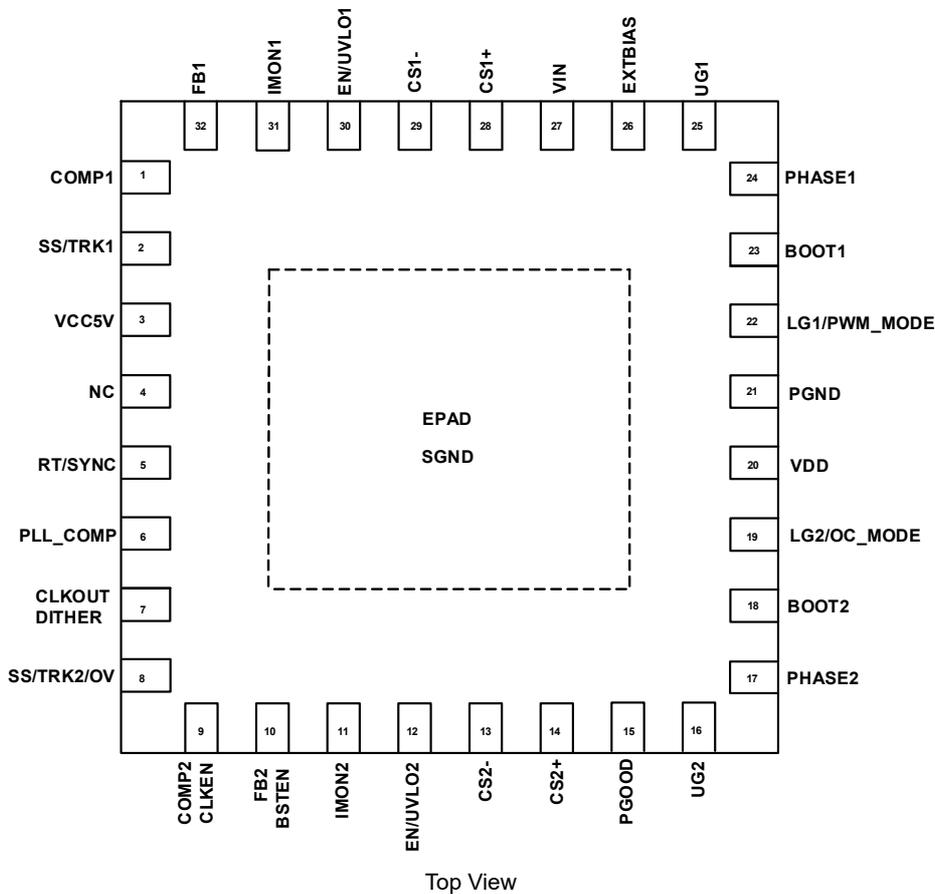 FB1
IMON1
EN/UVLO1
CS1-
CS1+
VIN
EXTBIAS
UG1
32
31
30
29
28
27
26
25
COMP1
1
24
PHASE1
SS/TRK1
2
23
BOOT1
VCC5V
3
22
LG1/PWM_MODE
NC
4
21
PGND
EPAD
SGND
RT/SYNC
5
20
VDD
PLL_COMP
6
19
LG2/OC_MODE
CLKOUT
DITHER
7
18
BOOT2
SS/TRK2/OV
8
17
PHASE2
9
10
11
12
13
14
15
16
COMP2
CLKEN
FB2
BSTEN
IMON2
EN/UVLO2
CS2-
CS2+
PGOOD
UG2
Top View